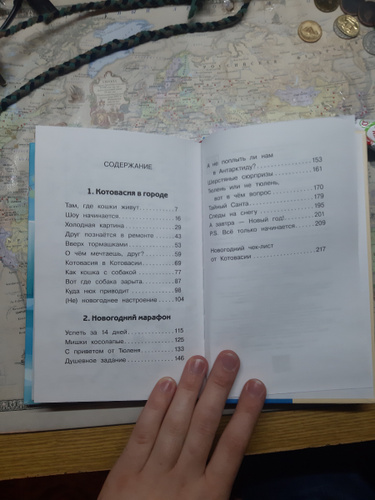 СОДЕРЖАНИЕ
1. Котовасия в городе
Там, где кошки живут ........ 7
Шоу начинается ........ 16
Холодная картина ........ 29
Друг познаётся в ремонте ........ 43
Вверх тормашками ........ 53
О чём мечтаешь, друг? ........ 59
Котовасия в Котовасии ........ 69
Как кошка с собакой ........ 77
Вот где собака зарыта ........ 87
Куда нюх приводит ........ 98
(Не) новогоднее настроение ........ 104
2. Новогодний марафон
Успеть за 14 дней ........ 115
Мишки косолапые ........ 125
С приветом от Тюленя ........ 133
Душевное задание ........ 146
А не поплыть ли нам
в Антарктиду? ........ 153
Шерстяные сюрпризы ........ 161
Тюлень или не тюлень,
вот в чём вопрос ........ 170
Тайный Санта ........ 179
Следы на снегу ........ 195
А завтра — Новый год! ........ 201
P.S. Всё только начинается ........ 209
Новогодний чек-лист
от Котовасии ........ 217